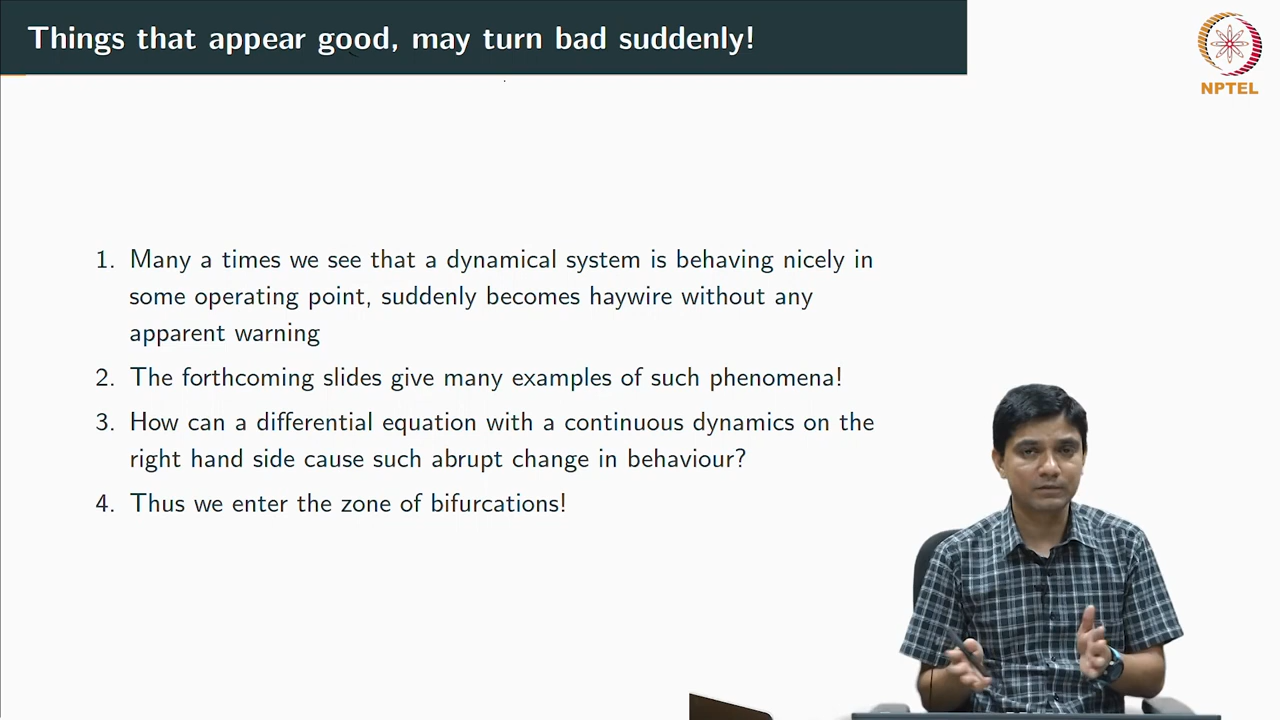 Things that appear good, may turn bad suddenly!
NPTEL
1. Many a times we see that a dynamical system is behaving nicely in
some operating point, suddenly becomes haywire without any
apparent warning
2. The forthcoming slides give many examples of such phenomena!
3. How can a differential equation with a continuous dynamics on the
right hand side cause such abrupt change in behaviour?
4. Thus we enter the zone of bifurcations!